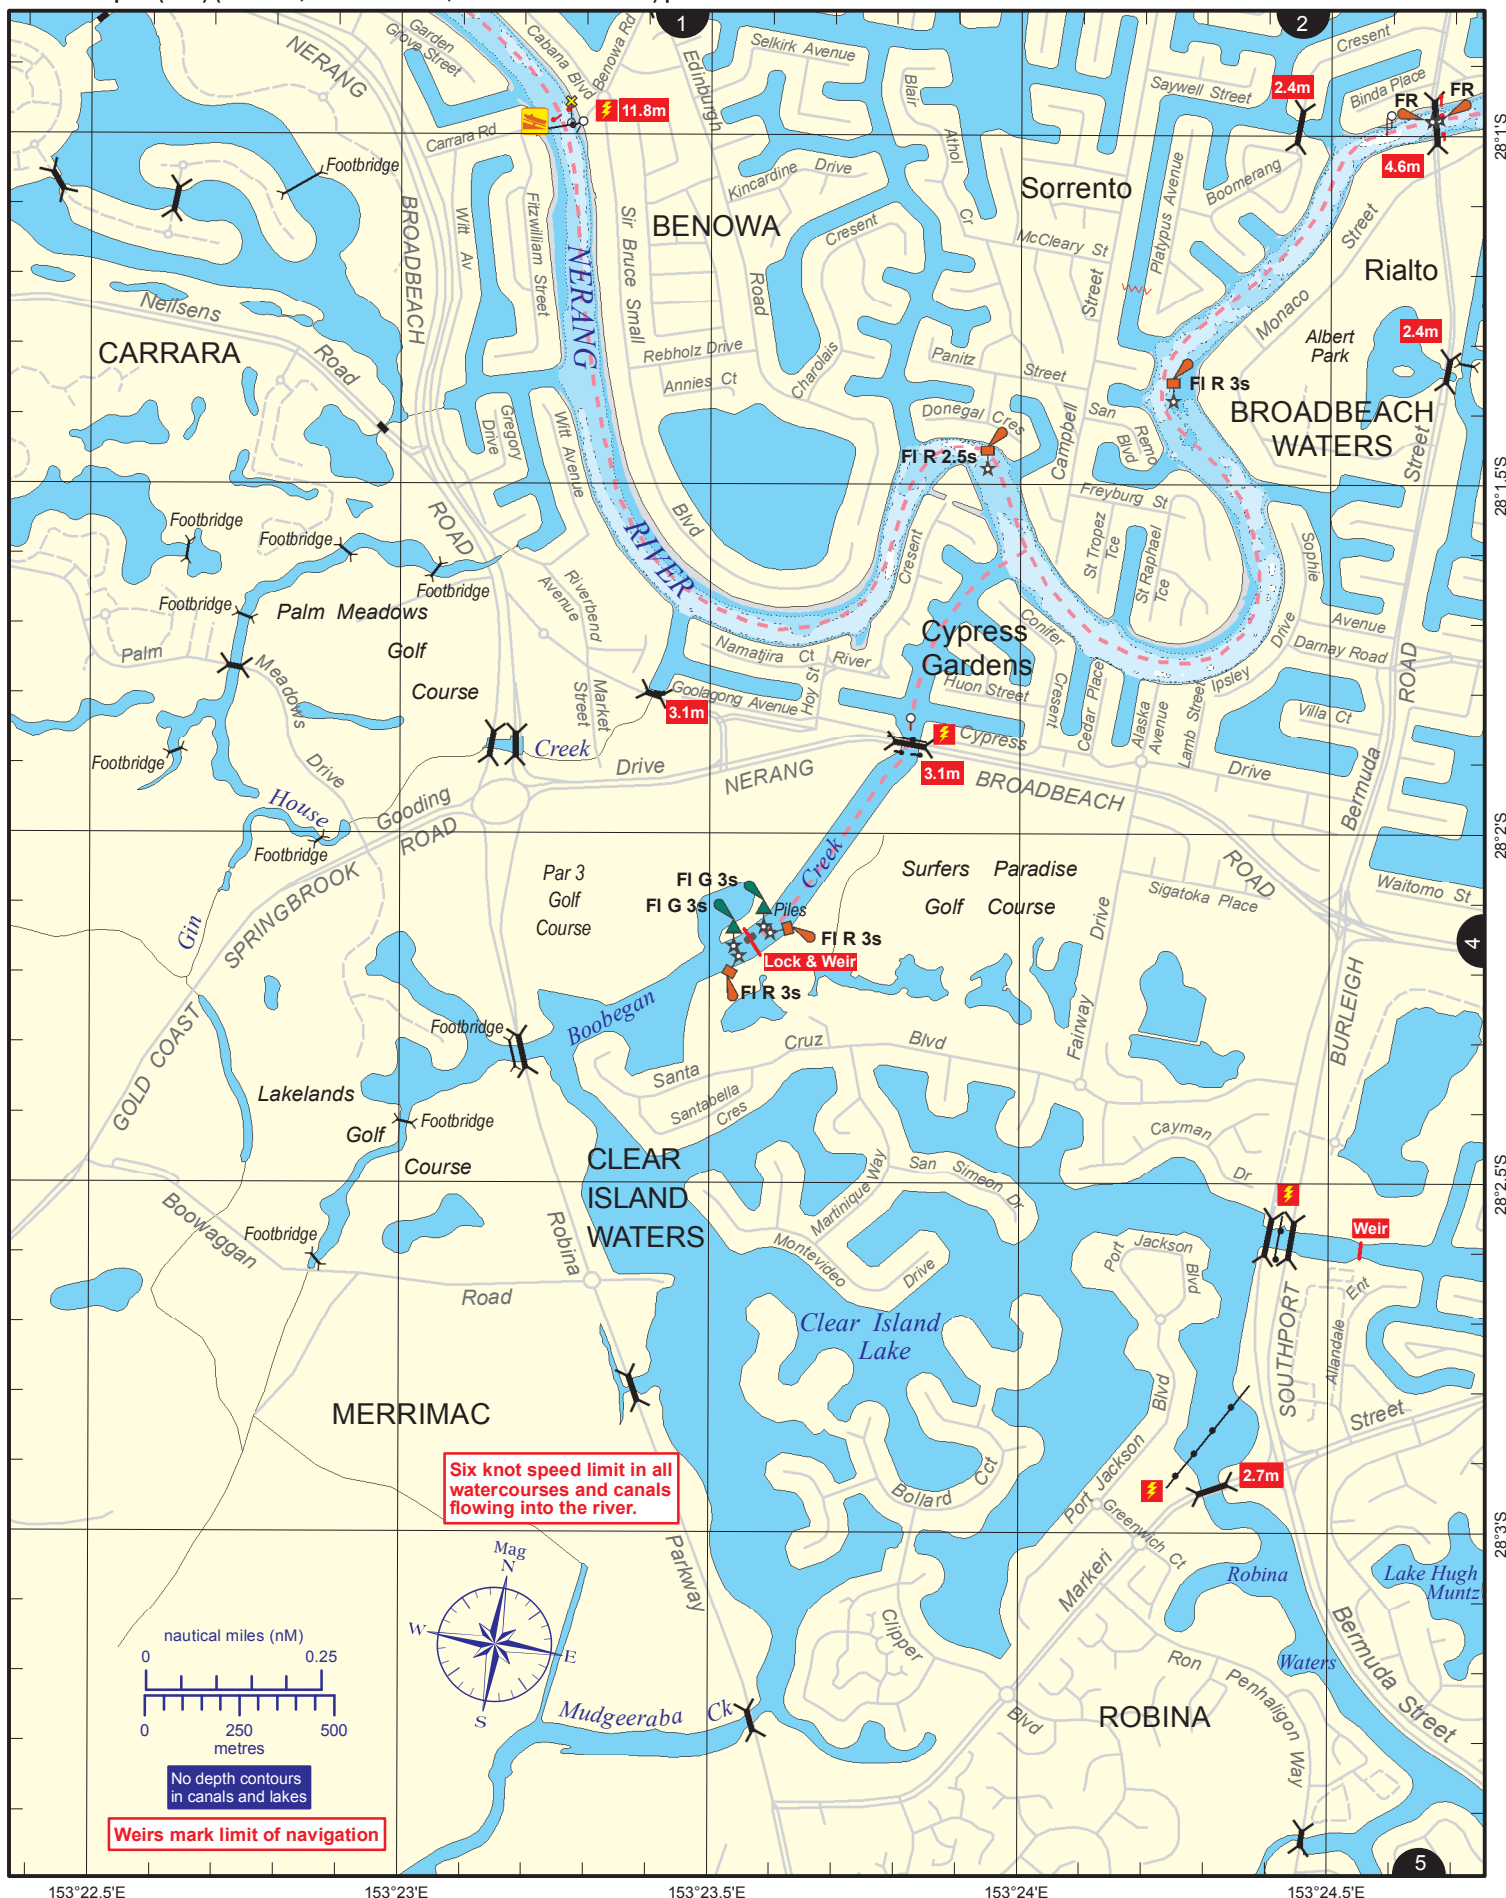 1
2
NERANG
Garden
Grove Street
Cabana Blvd
Benowa Rd
Edinburgh
Road
Selkirk Avenue
Blair
Athol
Cr
Saywell Street
2.4m
Cresent
Binda Place
FR
FR
4.6m
28°1'S
11.8m
Carrara Rd
Footbridge
BROADBEACH
Witt Av
Fitzwilliam Street
NERANG
Sir Bruce Small
Blvd
BENOWA
Kincardine Drive
Cresent
Charolais
Sorrento
McCleary St
Platypus Avenue
Boomerang
Street
Monaco
Rialto
Albert
Park
2.4m
Neilsens
Road
CARRARA
Rebholz Drive
Annies Ct
Panitz Street
Street
Campbell
Fl R 3s
BROADBEACH
WATERS
Donegal Cres
San
Remo
Blvd
Fl R 2.5s
Gregory
Drive
Witt Avenue
Street
28°1.5'S
Freyburg St
St Tropez
Tce
St Raphael
Tce
Sophie
Avenue
ROAD
Footbridge
Footbridge
Footbridge
Footbridge
RIVER
Riverbend
Avenue
Cresent
Palm Meadows
Golf
Course
Palm
Meadows
Drive
Cypress
Gardens
Conifer
Cresent
Drive
Darnay Road
ROAD
Namatjira Ct
River
Hoy St
Huon Street
Cedar Place
Ipsley
Market
Street
Goolagong Avenue
3.1m
Alaska
Avenue
Lamb Street
Villa Ct
Footbridge
Creek
Cypress
Drive
Drive
NERANG
3.1m
BROADBEACH
ROAD
Bermuda
House
Gooding
ROAD
28°2'S
Footbridge
SPRINGBROOK
Gin
Par 3
Golf
Course
Fl G 3s
Fl G 3s
Piles
Creek
Surfers Paradise
Golf Course
Sigatoka Place
Waitomo St
Drive
Fl R 3s
Lock & Weir
Fl R 3s
4
GOLD COAST
Footbridge
Boobegan
Cruz
Blvd
Fairway
BURLEIGH
Santa
Santabella
Cres
Lakelands
Golf
Course
Footbridge
Cayman
Dr
CLEAR
ISLAND
WATERS
San Simeon Dr
Martinique Way
28°2.5'S
Boowaggan
Road
Footbridge
Robina
Montevideo
Drive
Port Jackson
Blvd
Weir
Ent
Allandale
SOUTHPORT
Clear Island
Lake
Blvd
Street
MERRIMAC
Six knot speed limit in all
watercourses and canals
flowing into the river.
Bollard Cct
Port Jackson
2.7m
Greenwich Ct
28°3'S
Mag
N
W
E
S
Parkway
Clipper
Markeri
Robina
Lake Hugh
Muntz
nautical miles (nM)
0
0.25
0
250
500
metres
Mudgeeraba Ck
Blvd
Ron
Penhaligon Way
Waters
ROBINA
Bermuda Street
No depth contours
in canals and lakes
Weirs mark limit of navigation
5
153°22.5'E
153°23'E
153°23.5'E
153°24'E
153°24.5'E